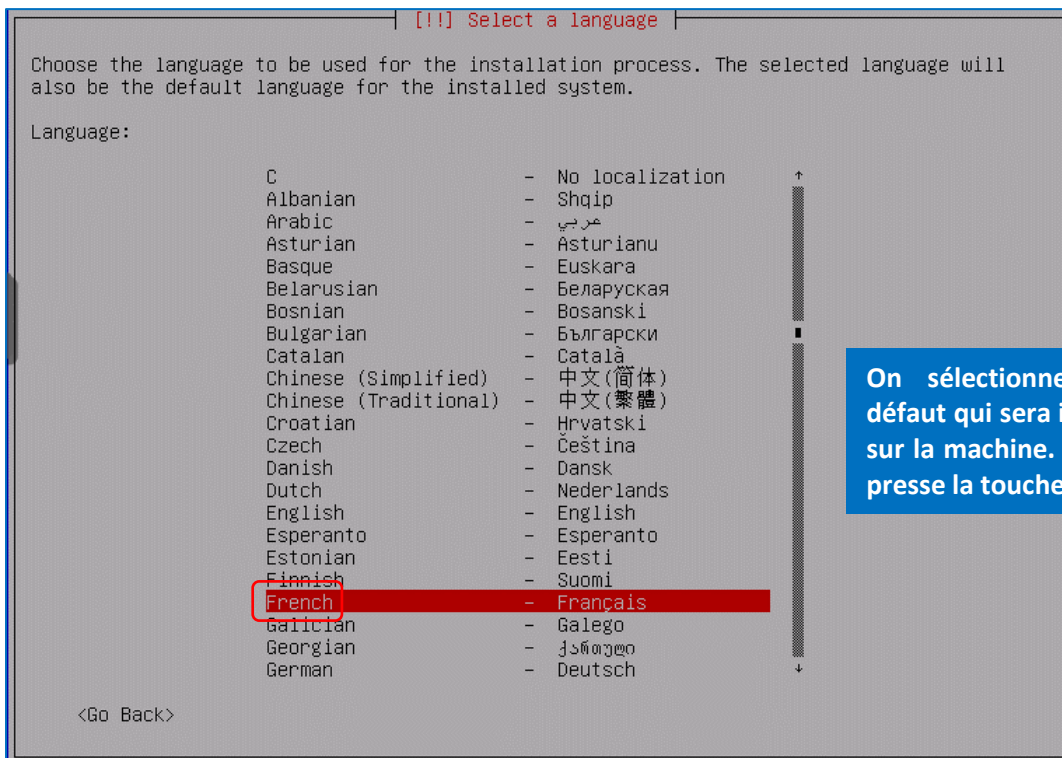 [!!] Select a language
Choose the language to be used for the installation process. The selected language will
also be the default language for the installed system.
Language:
C - No localization
Albanian - Shqip
Arabic - عربي
Asturian - Asturianu
Basque - Euskara
Belarusian - Беларуская
Bosnian - Bosanski
Bulgarian - Български
Catalan - Català
Chinese (Simplified) - 中文(简体)
Chinese (Traditional) - 中文(繁體)
Croatian - Hrvatski
Czech - Čeština
Danish - Dansk
Dutch - Nederlands
English - English
Esperanto - Esperanto
Estonian - Eesti
Finnish - Suomi
French - Français
Galician - Galego
Georgian - ქართული
German - Deutsch
<Go Back>
On sélectionne
défaut qui sera
sur la machine.
presse la touche